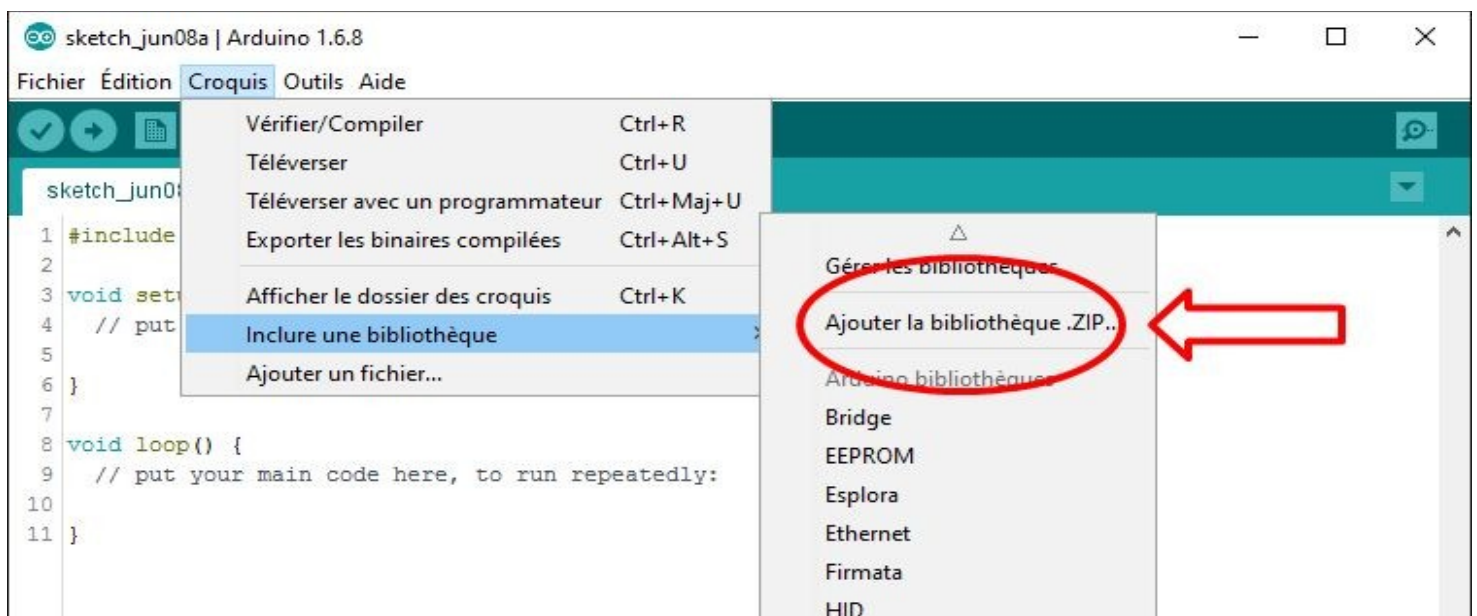 sketch_jun08a | Arduino 1.6.8
Fichier Édition Croquis Outils Aide
Vérifier/Compiler Ctrl+R
Téléverser Ctrl+U
Téléverser avec un programmateur Ctrl+Maj+U
Exporter les binaires compilées Ctrl+Alt+S
Afficher le dossier des croquis Ctrl+K
Inclure une bibliothèque
Ajouter un fichier...
Gérer les bibliothèques
Ajouter la bibliothèque .ZIP...
Arduino bibliothèques
Bridge
EEPROM
Esplora
Ethernet
Firmata
HID
sketch_jun08
1 #include
2
3 void setu
4 // put
5
6 }
7
8 void loop() {
9 // put your main code here, to run repeatedly:
10
11 }